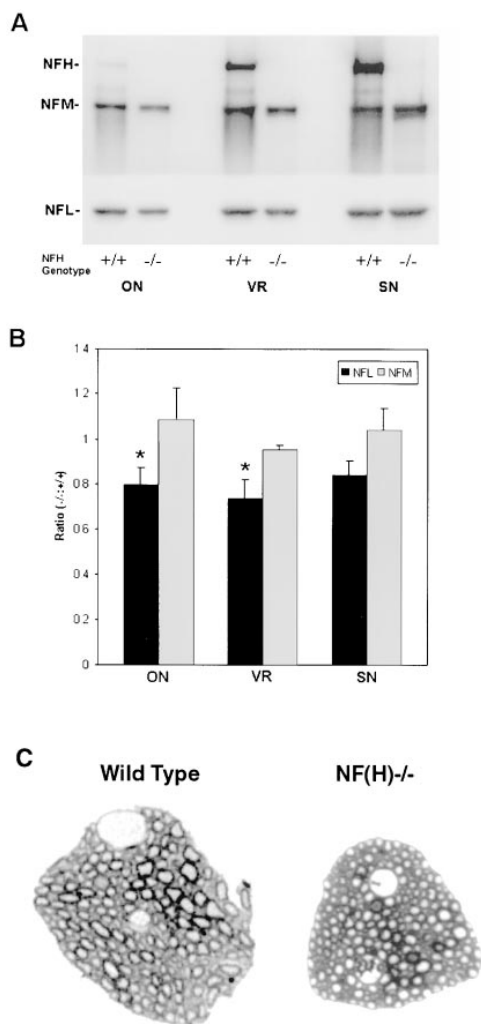 A
NFH-
NFM-
NFL-
NFH
Genotype
+/+ -/- +/+ -/- +/+ -/-
ON VR SN
B
1.4
1.2
1
0.8
0.6
0.4
0.2
0
Ratio (-/-:+/+)
NFL NFM
* *
ON VR SN
C
Wild Type NF(H)-/-